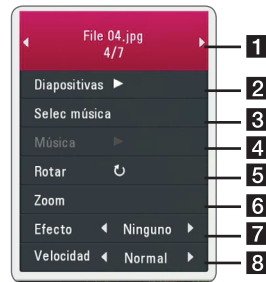 File 04.jpg
4/7
1
Diapositivas ▶
2
Selec música
3
Música ▶
4
Rotar ↻
5
Zoom
6
Efecto ◀ Ninguno ▶
7
Velocidad ◀ Normal ▶
8